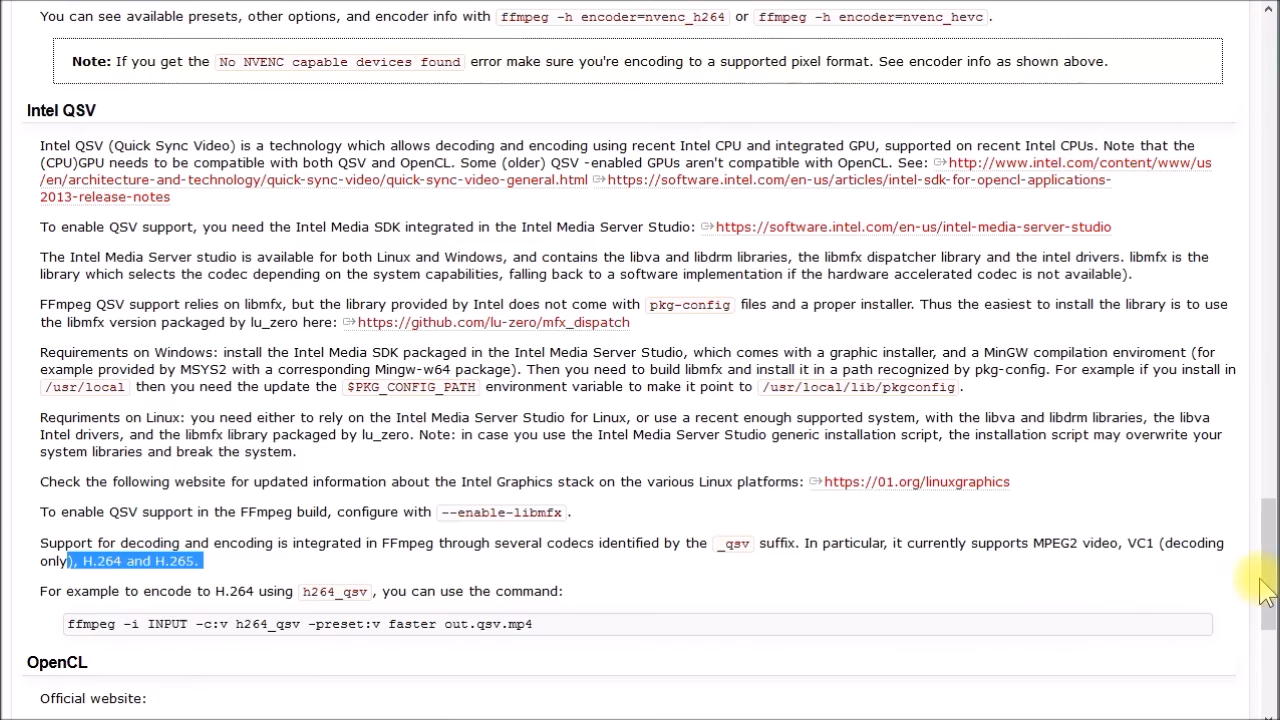 You can see available presets, other options, and encoder info with ffmpeg -h encoder=nvenc_h264 or ffmpeg -h encoder=nvenc_hevc.
Note: If you get the No NVENC capable devices found error make sure you're encoding to a supported pixel format. See encoder info as shown above.
Intel QSV
Intel QSV (Quick Sync Video) is a technology which allows decoding and encoding using recent Intel CPU and integrated GPU, supported on recent Intel CPUs. Note that the
(CPU)GPU needs to be compatible with both QSV and OpenCL. Some (older) QSV -enabled GPUs aren't compatible with OpenCL. See: http://www.intel.com/content/www/us
/en/architecture-and-technology/quick-sync-video/quick-sync-video-general.html https://software.intel.com/en-us/articles/intel-sdk-for-opencl-applications-
2013-release-notes
To enable QSV support, you need the Intel Media SDK integrated in the Intel Media Server Studio: https://software.intel.com/en-us/intel-media-server-studio
The Intel Media Server studio is available for both Linux and Windows, and contains the libva and libdrm libraries, the libmfx dispatcher library and the intel drivers. libmfx is the
library which selects the codec depending on the system capabilities, falling back to a software implementation if the hardware accelerated codec is not available).
FFmpeg QSV support relies on libmfx, but the library provided by Intel does not come with pkg-config files and a proper installer. Thus the easiest to install the library is to use
the libmfx version packaged by lu_zero here: https://github.com/lu-zero/mfx_dispatch
Requirements on Windows: install the Intel Media SDK packaged in the Intel Media Server Studio, which comes with a graphic installer, and a MinGW compilation enviroment (for
example provided by MSYS2 with a corresponding Mingw-w64 package). Then you need to build libmfx and install it in a path recognized by pkg-config. For example if you install in
/usr/local then you need the update the $PKG_CONFIG_PATH environment variable to make it point to /usr/local/lib/pkgconfig.
Requriments on Linux: you need either to rely on the Intel Media Server Studio for Linux, or use a recent enough supported system, with the libva and libdrm libraries, the libva
Intel drivers, and the libmfx library packaged by lu_zero. Note: in case you use the Intel Media Server Studio generic installation script, the installation script may overwrite your
system libraries and break the system.
Check the following website for updated information about the Intel Graphics stack on the various Linux platforms: https://01.org/linuxgraphics
To enable QSV support in the FFmpeg build, configure with --enable-libmfx.
Support for decoding and encoding is integrated in FFmpeg through several codecs identified by the _qsv suffix. In particular, it currently supports MPEG2 video, VC1 (decoding
only), H.264 and H.265.
For example to encode to H.264 using h264_qsv, you can use the command:
ffmpeg -i INPUT -c:v h264_qsv -preset:v faster out.qsv.mp4
OpenCL
Official website: